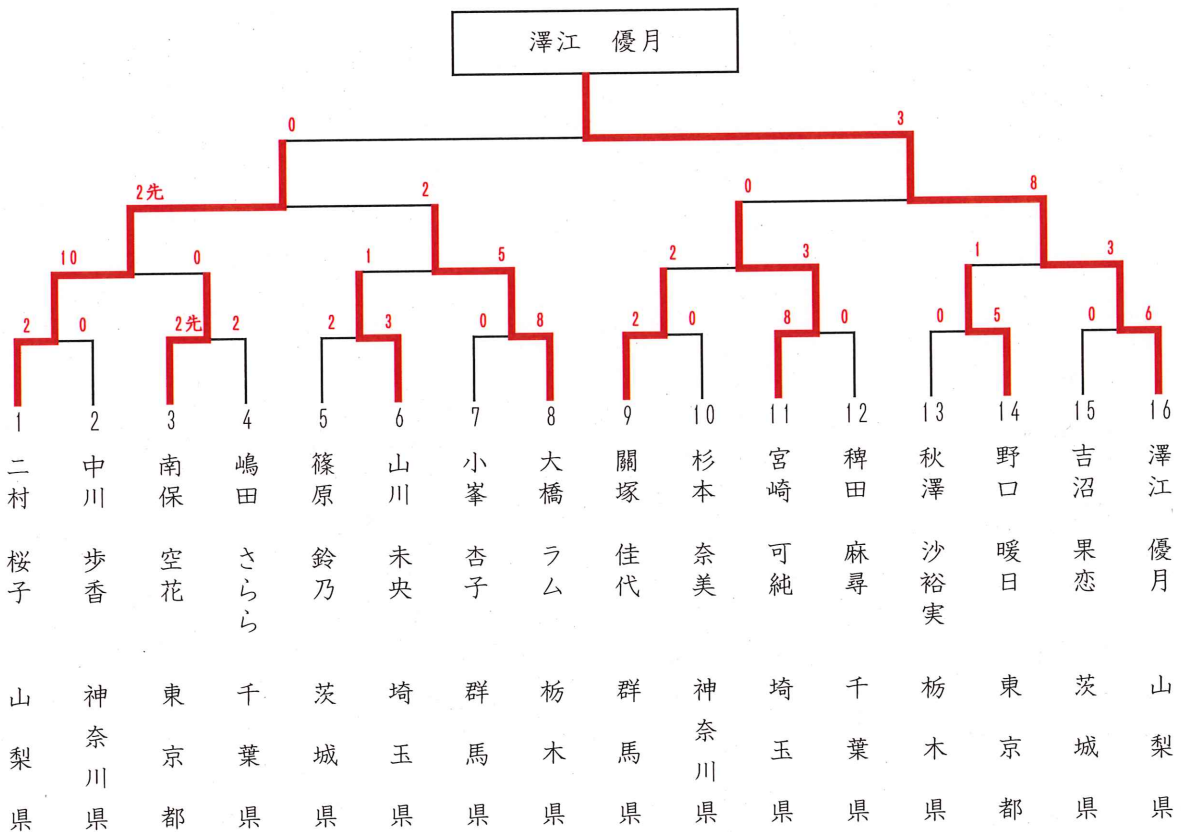 澤江 優月
0 3
2先 2 0 8
10 0 1 5 2 3 1 3
2 0 2先 2 2 3 0 8 2 0 8 0 0 5 0 6
1 2 3 4 5 6 7 8 9 10 11 12 13 14 15 16
二村 桜子 山梨県
中川 歩香 神奈川県
南保 空花 東京都
嶋田 さらら 千葉県
篠原 鈴乃 茨城県
山川 未央 埼玉県
小峯 杏子 群馬県
大橋 ラム 栃木県
關塚 佳代 群馬県
杉本 奈美 神奈川県
宮崎 可純 埼玉県
稗田 麻尋 千葉県
秋澤 沙裕実 栃木県
野口 暖日 東京都
吉沼 果恋 茨城県
澤江 優月 山梨県